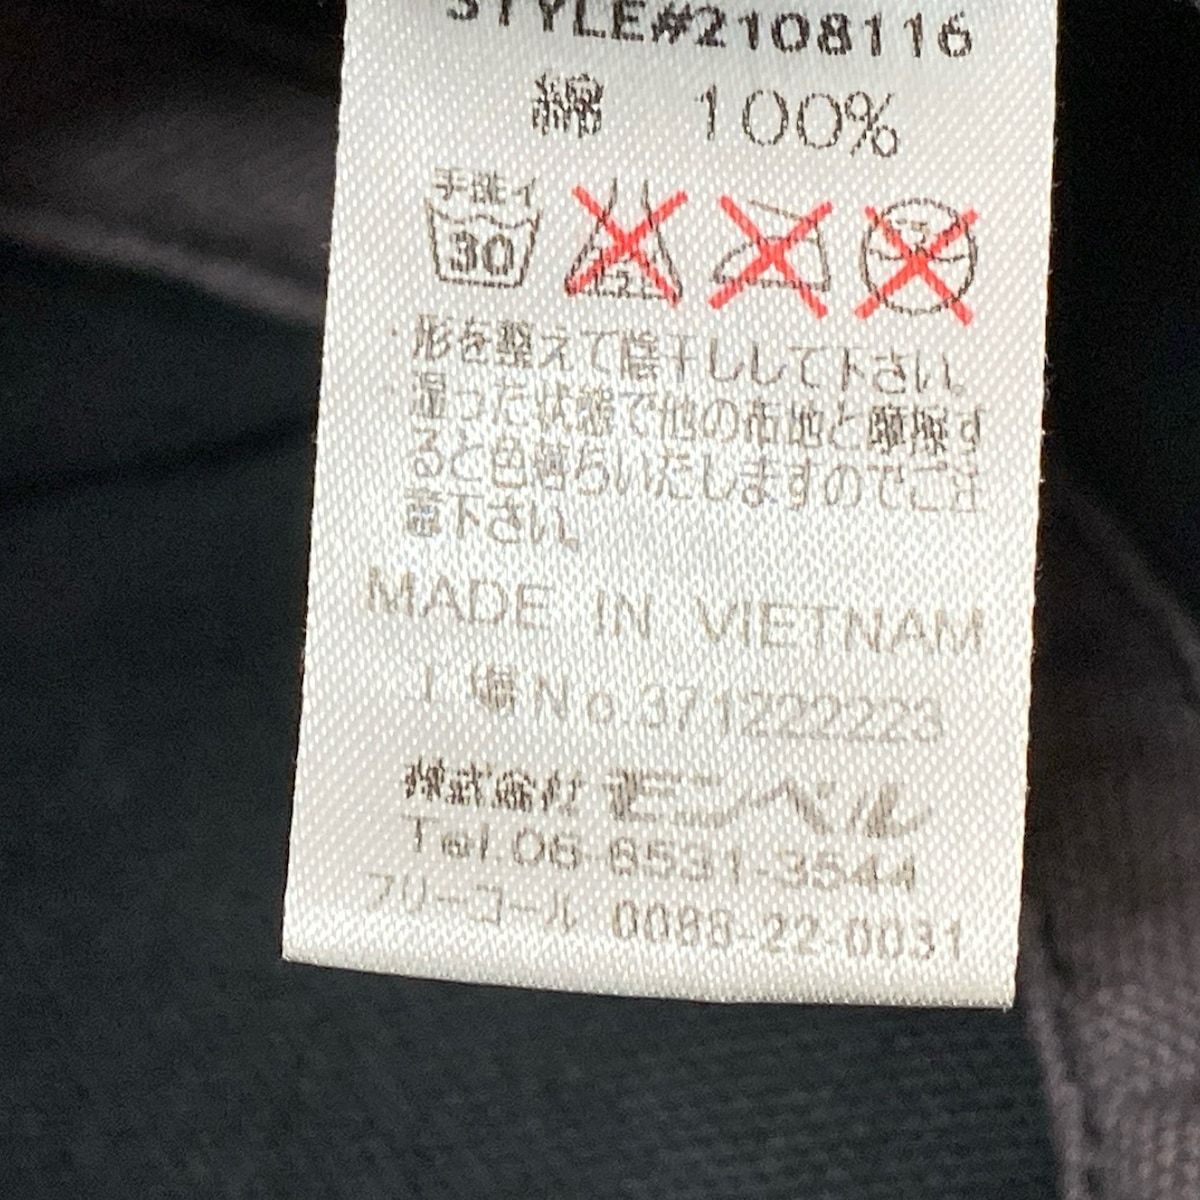 STYLE#2108116
綿 100%
手洗イ
30
・形を整えて陰干しして下さい。
・湿った状態で他の布地と摩擦す
ると色落ちいたしますのでご注
意下さい。
MADE IN VIETNAM
工場No.371222223
株式会社モンベル
Tel.06-6531-3544
フリーコール 0088-22-0031